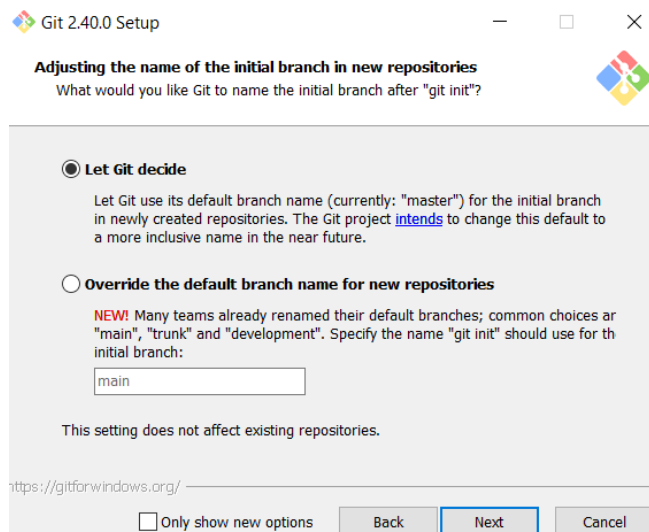 Git 2.40.0 Setup
Adjusting the name of the initial branch in new repositories
What would you like Git to name the initial branch after "git init"?
Let Git decide
Let Git use its default branch name (currently: "master") for the initial branch
in newly created repositories. The Git project intends to change this default to
a more inclusive name in the near future.
Override the default branch name for new repositories
NEW! Many teams already renamed their default branches; common choices ar
"main", "trunk" and "development". Specify the name "git init" should use for th
initial branch:
main
This setting does not affect existing repositories.
https://gitforwindows.org/
Only show new options
Back
Next
Cancel